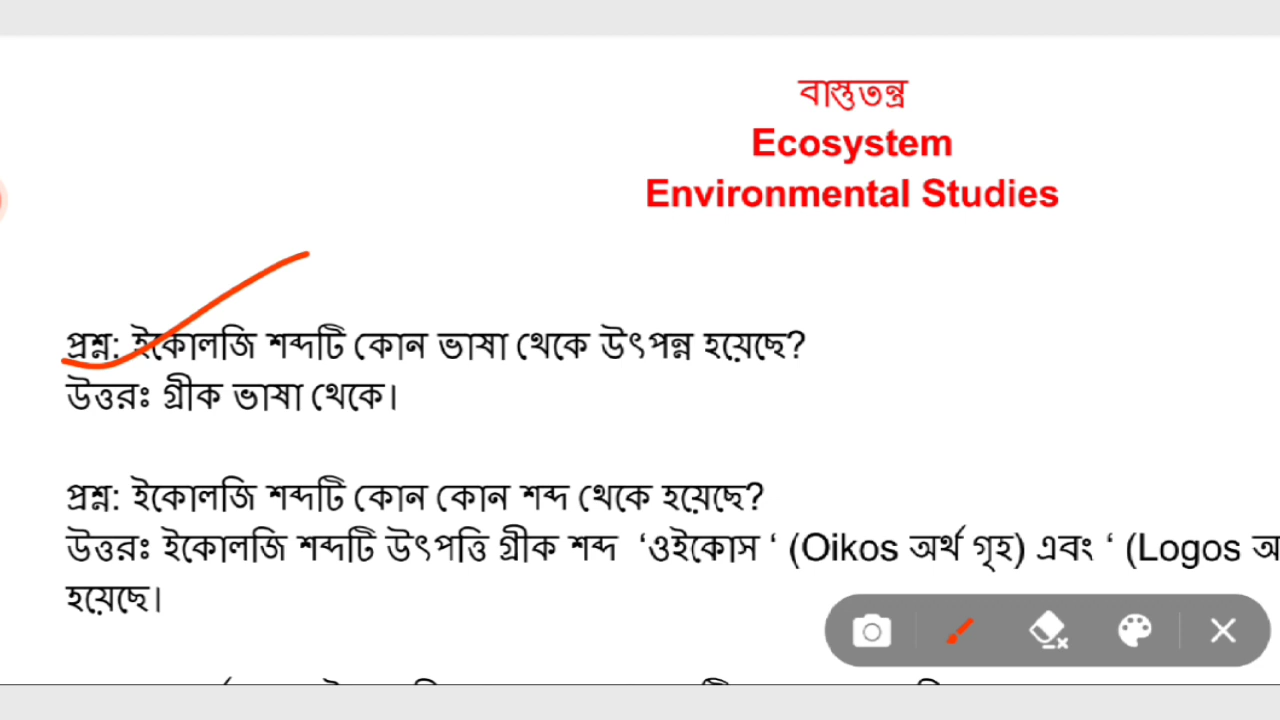 বাস্তুতন্ত্র
Ecosystem
Environmental Studies
প্রশ্ন: ইকোলজি শব্দটি কোন ভাষা থেকে উৎপন্ন হয়েছে?
উত্তরঃ গ্রীক ভাষা থেকে।
প্রশ্ন: ইকোলজি শব্দটি কোন কোন শব্দ থেকে হয়েছে?
উত্তরঃ ইকোলজি শব্দটি উৎপত্তি গ্রীক শব্দ ‘ওইকোস ‘ (Oikos অর্থ গৃহ) এবং ‘ (Logos
হয়েছে।